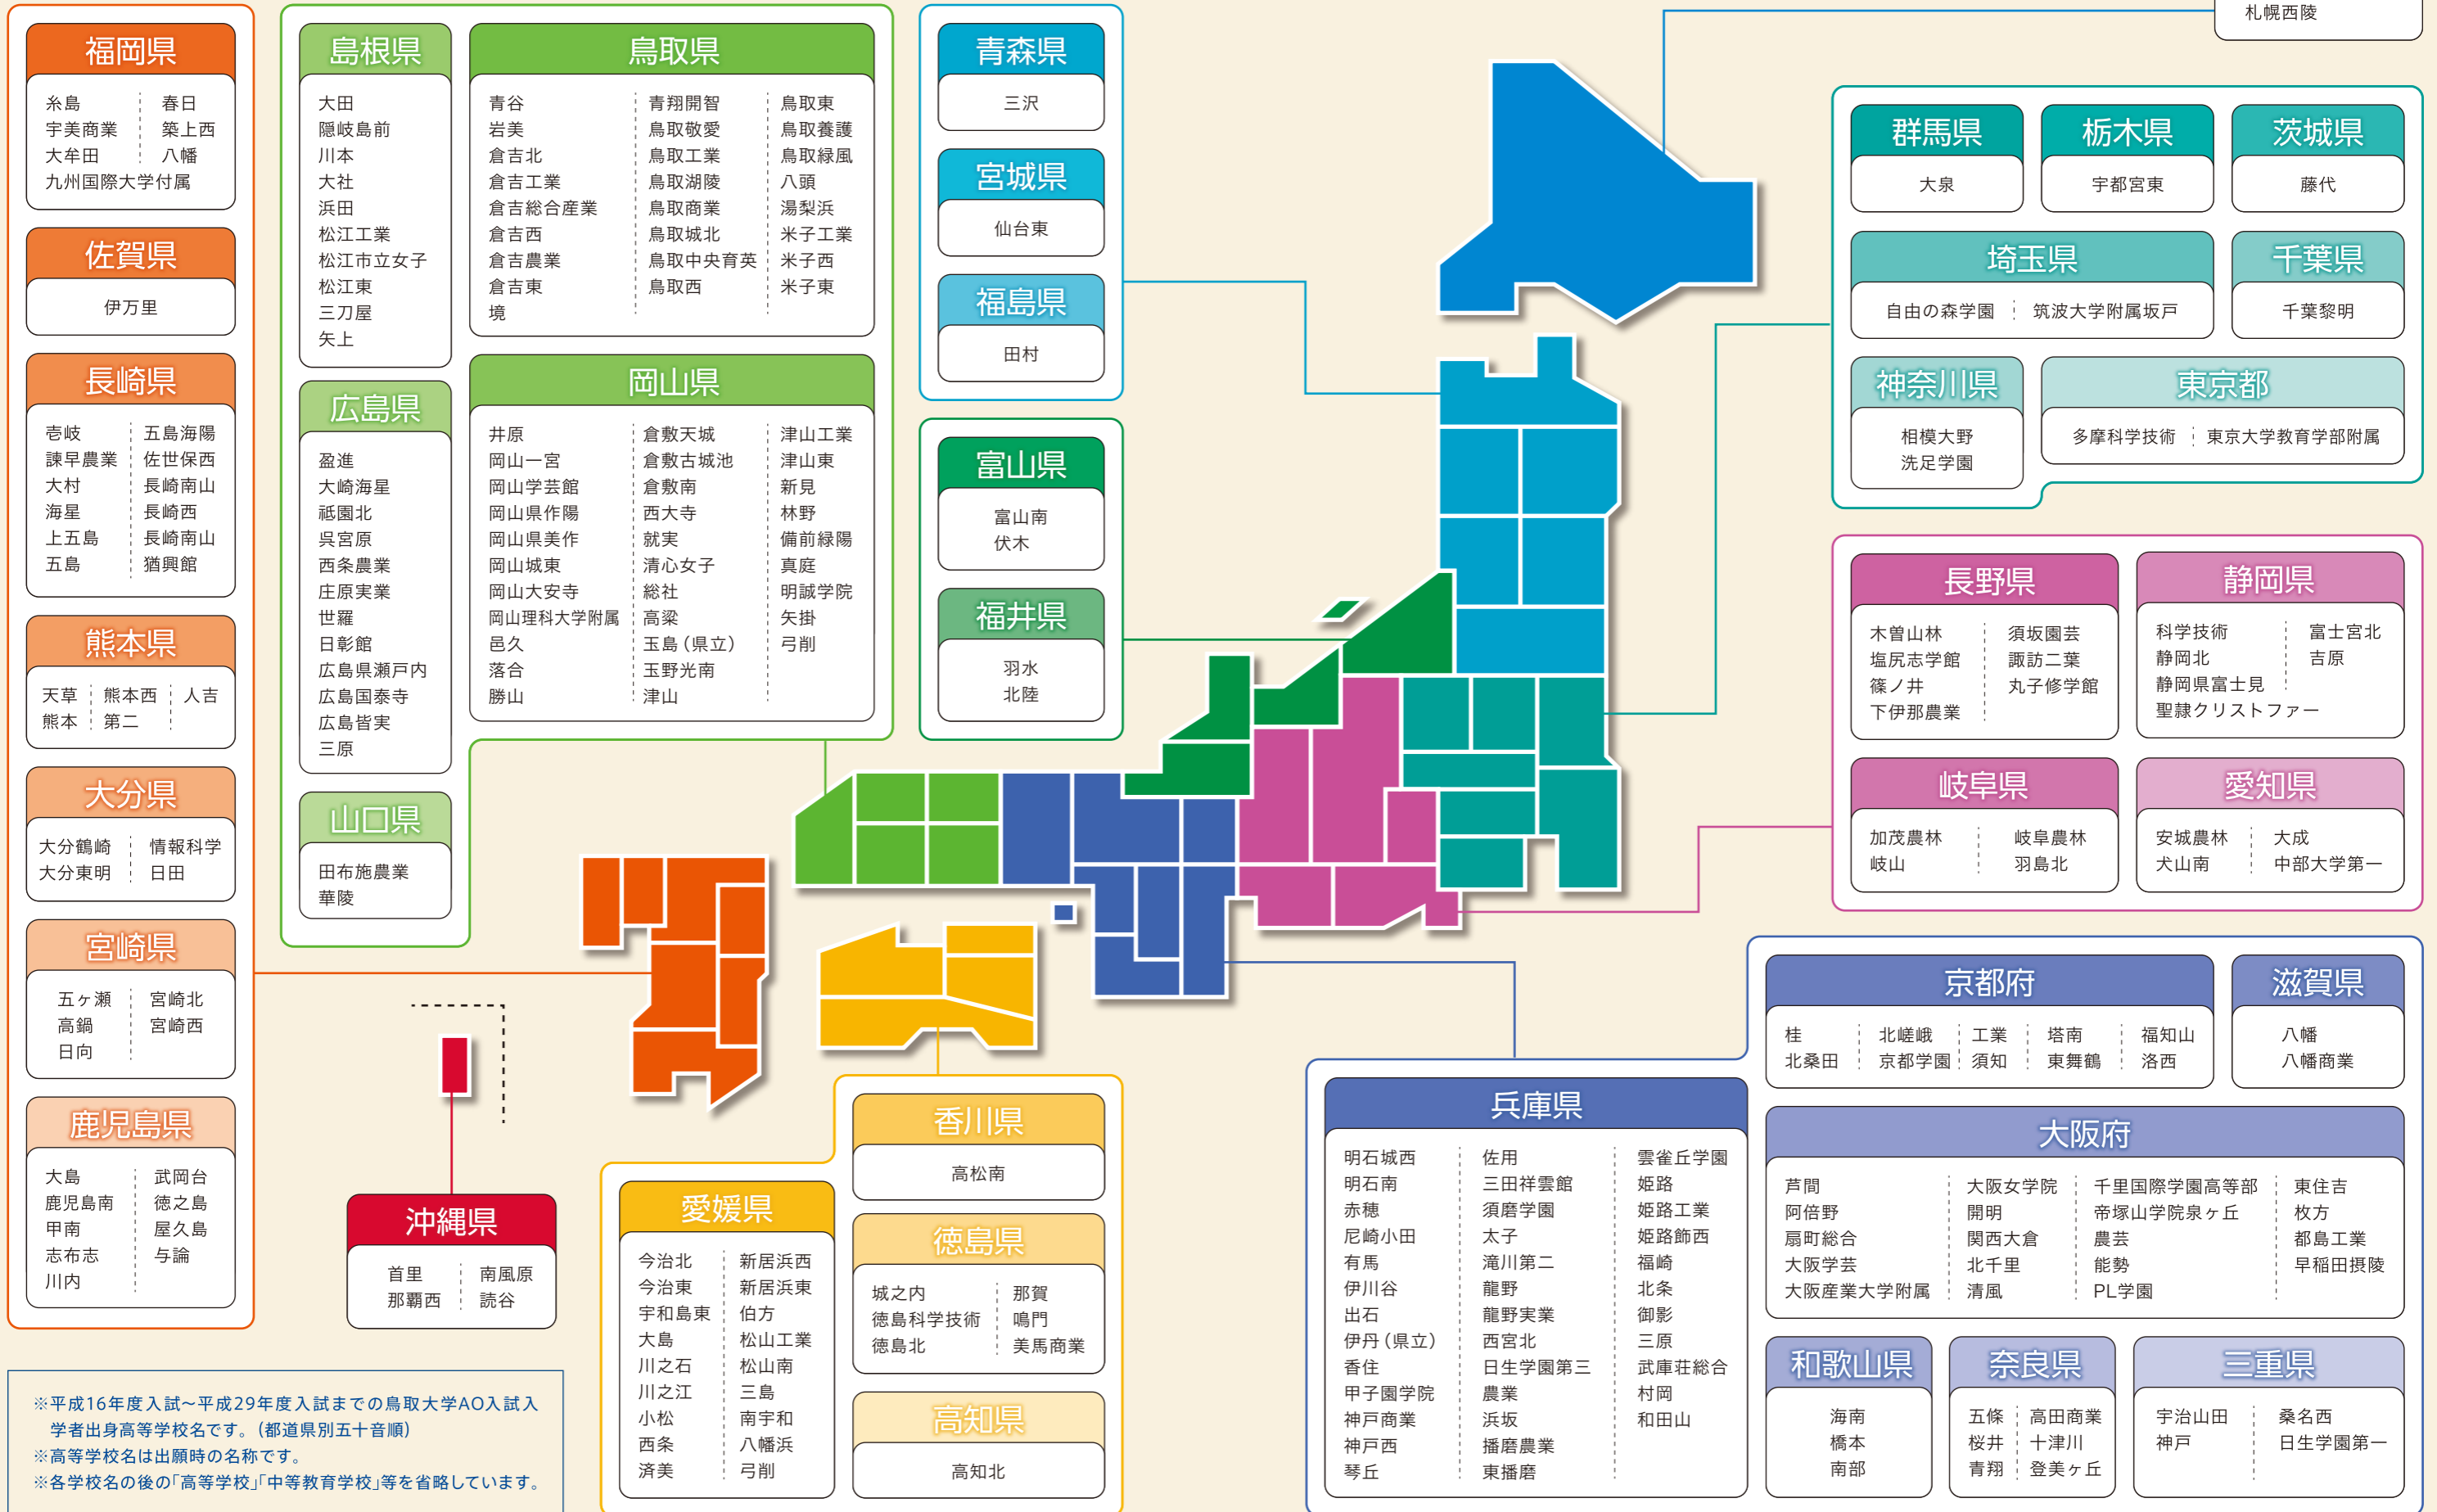 札幌西陵
福岡県
糸島 春日
宇美商業 築上西
大牟田 八幡
九州国際大学付属
佐賀県
伊万里
長崎県
壱岐 五島海陽
諫早農業 佐世保西
大村 長崎南山
海星 長崎西
上五島 長崎南山
五島 猶興館
熊本県
天草 熊本西 人吉
熊本 第二
大分県
大分鶴崎 情報科学
大分東明 日田
宮崎県
五ヶ瀬 宮崎北
高鍋 宮崎西
日向
鹿児島県
大島 武岡台
鹿児島南 徳之島
甲南 屋久島
志布志 与論
川内
島根県
大田
隠岐島前
川本
大社
浜田
松江工業
松江市立女子
松江東
三刀屋
矢上
鳥取県
青谷 青翔開智 鳥取東
岩美 鳥取敬愛 鳥取養護
倉吉北 鳥取工業 鳥取緑風
倉吉工業 鳥取湖陵 八頭
倉吉総合産業 鳥取商業 湯梨浜
倉吉西 鳥取城北 米子工業
倉吉農業 鳥取中央育英 米子西
倉吉東 鳥取西 米子東
境
広島県
盈進
大崎海星
祗園北
呉宮原
西条農業
庄原実業
世羅
日彰館
広島県瀬戸内
広島国泰寺
広島皆実
三原
岡山県
井原 倉敷天城 津山工業
岡山一宮 倉敷古城池 津山東
岡山学芸館 倉敷南 新見
岡山県作陽 西大寺 林野
岡山県美作 就実 備前緑陽
岡山城東 清心女子 真庭
岡山大安寺 総社 明誠学院
岡山理科大学附属 高梁 矢掛
邑久 玉島（県立） 弓削
落合 玉野光南
勝山 津山
山口県
田布施農業
華陵
青森県
三沢
宮城県
仙台東
福島県
田村
富山県
富山南
伏木
福井県
羽水
北陸
群馬県
大泉
栃木県
宇都宮東
茨城県
藤代
埼玉県
自由の森学園 筑波大学附属坂戸
千葉県
千葉黎明
神奈川県
相模大野
洗足学園
東京都
多摩科学技術 東京大学教育学部附属
長野県
木曽山林 須坂園芸
塩尻志学館 諏訪二葉
篠ノ井 丸子修学館
下伊那農業
静岡県
科学技術 富士宮北
静岡北 吉原
静岡県富士見
聖隷クリストファー
岐阜県
加茂農林 岐阜農林
岐山 羽島北
愛知県
安城農林 大成
犬山南 中部大学第一
京都府
桂 北嵯峨 工業 塔南 福知山
北桑田 京都学園 須知 東舞鶴 洛西
滋賀県
八幡
八幡商業
兵庫県
明石城西 佐用 雲雀丘学園
明石南 三田祥雲館 姫路
赤穂 須磨学園 姫路工業
尼崎小田 太子 姫路飾西
有馬 滝川第二 福崎
伊川谷 龍野 北条
出石 龍野実業 御影
伊丹（県立） 西宮北 三原
香住 日生学園第三 武庫荘総合
甲子園学院 農業 村岡
神戸商業 浜坂 和田山
神戸西 播磨農業
琴丘 東播磨
大阪府
芦間 大阪女学院 千里国際学園高等部 東住吉
阿倍野 開明 帝塚山学院泉ヶ丘 枚方
扇町総合 関西大倉 農芸 都島工業
大阪学芸 北千里 能勢 早稲田摂陵
大阪産業大学附属 清風 PL学園
和歌山県
海南
橋本
南部
奈良県
五條 高田商業
桜井 十津川
青翔 登美ヶ丘
三重県
宇治山田 桑名西
神戸 日生学園第一
沖縄県
首里 南風原
那覇西 読谷
愛媛県
今治北 新居浜西
今治東 新居浜東
宇和島東 伯方
大島 松山工業
川之石 松山南
川之江 三島
小松 南宇和
西条 八幡浜
済美 弓削
香川県
高松南
徳島県
城之内 那賀
徳島科学技術 鳴門
徳島北 美馬商業
高知県
高知北
※平成16年度入試～平成29年度入試までの鳥取大学AO入試入
学者出身高等学校名です。（都道府県別五十音順）
※高等学校名は出願時の名称です。
※各学校名の後の「高等学校」「中等教育学校」等を省略しています。